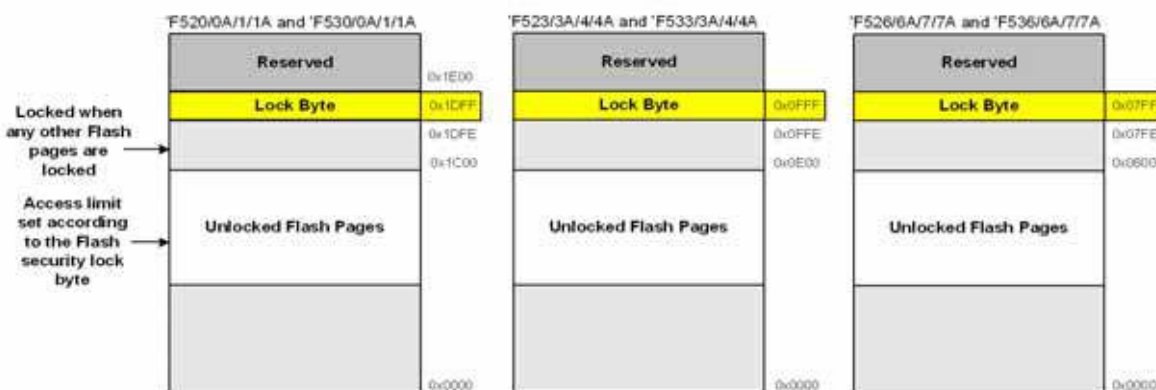 'F520/0A/1/1A and 'F530/0A/1/1A
Reserved
0x1E00
Lock Byte
0x1DFF
0x1DFE
0x1C00
Unlocked Flash Pages
0x0000
Locked when
any other Flash
pages are
locked
Access limit
set according
to the Flash
security lock
byte
'F523/3A/4/4A and 'F533/3A/4/4A
Reserved
Lock Byte
0x0FFF
0x0FFE
0x0E00
Unlocked Flash Pages
0x0000
'F526/6A/7/7A and 'F536/6A/7/7A
Reserved
Lock Byte
0x07FF
0x07FE
0x0600
Unlocked Flash Pages
0x0000